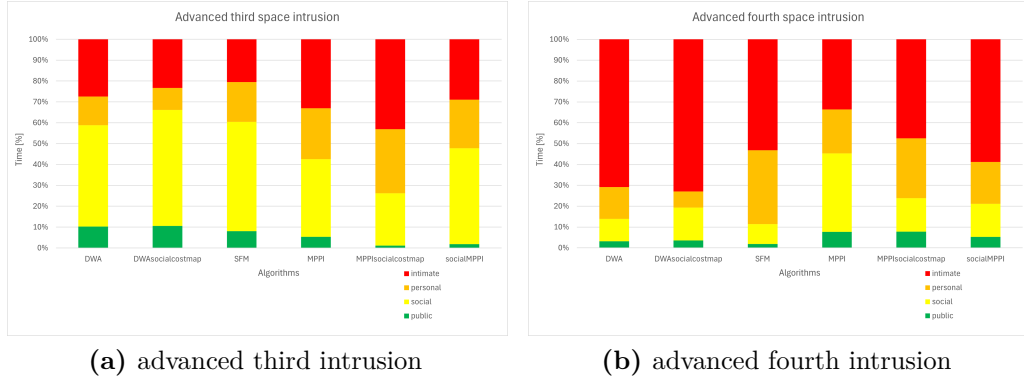 Advanced third space intrusion
100%
90%
80%
70%
60%
50%
40%
30%
20%
10%
0%
Time [%]
DWA DWAsocialcostmap SFM MPPI MPPIsocialcostmap socialMPPI
Algorithms
intimate
personal
social
public
(a) advanced third intrusion
Advanced fourth space intrusion
100%
90%
80%
70%
60%
50%
40%
30%
20%
10%
0%
Time [%]
DWA DWAsocialcostmap SFM MPPI MPPIsocialcostmap socialMPPI
Algorithms
intimate
personal
social
public
(b) advanced fourth intrusion